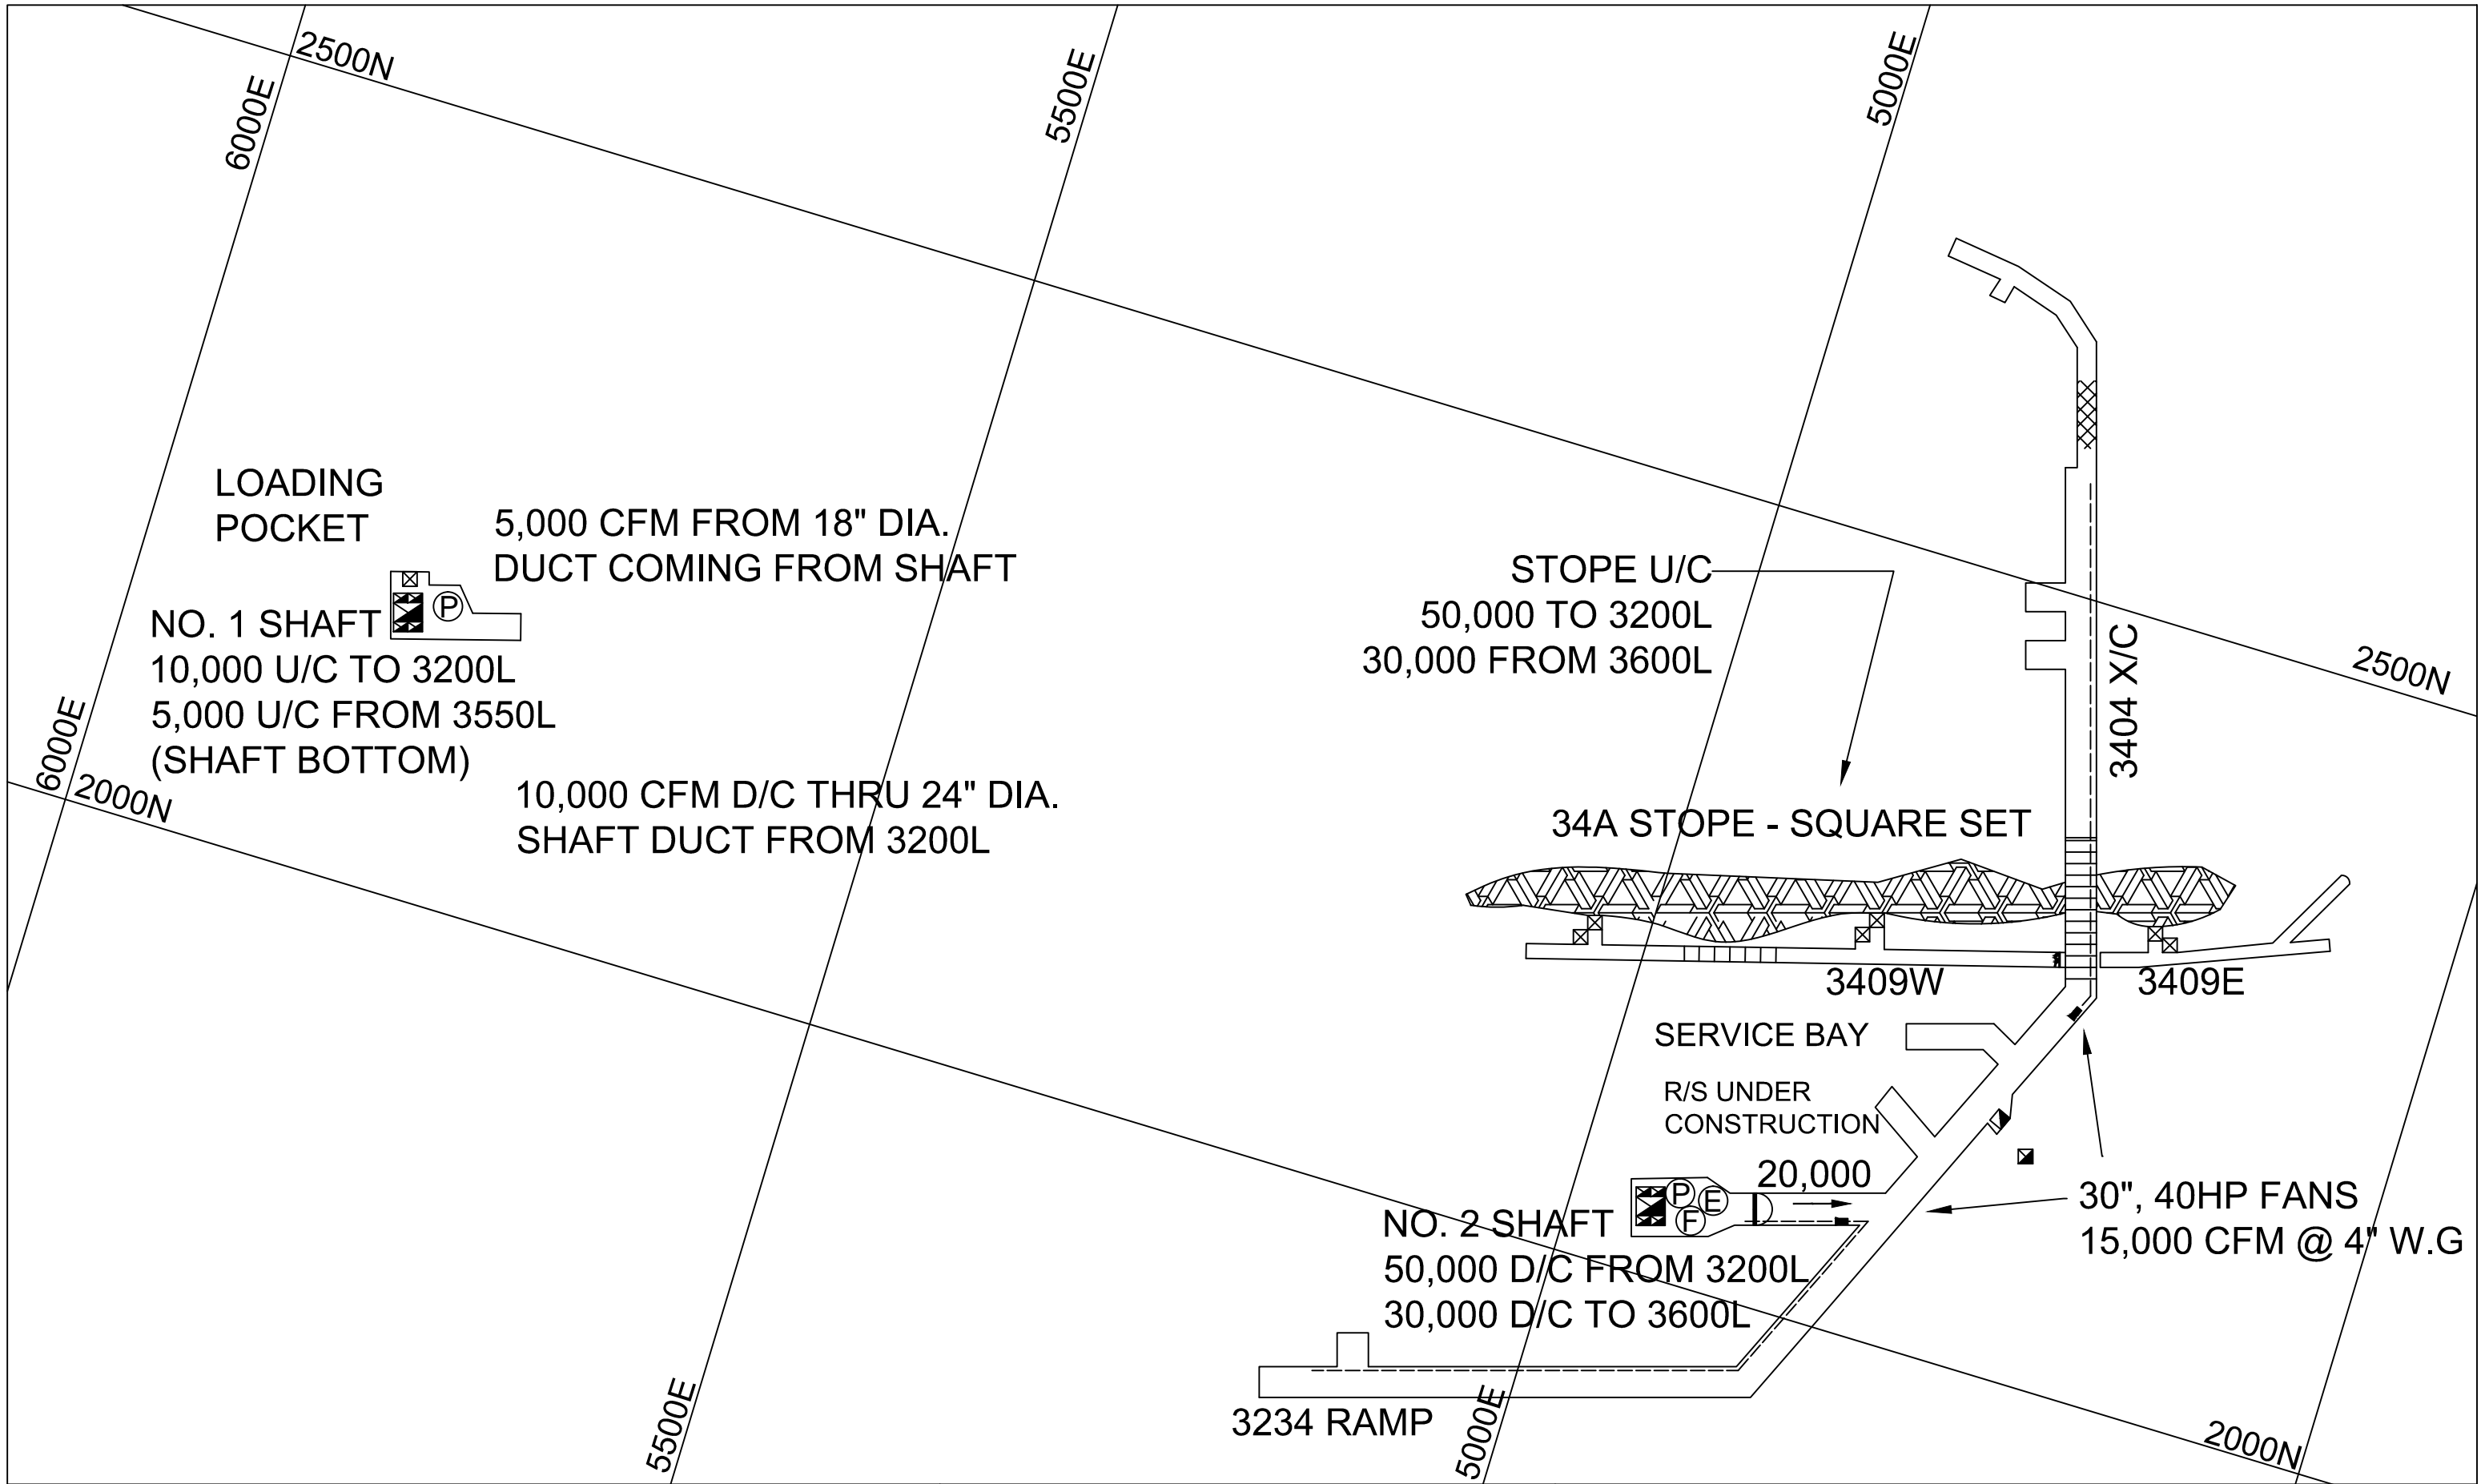 2500N
6000E
5500E
5000E
LOADING
POCKET
5,000 CFM FROM 18" DIA.
DUCT COMING FROM SHAFT
P
NO. 1 SHAFT
10,000 U/C TO 3200L
5,000 U/C FROM 3550L
(SHAFT BOTTOM)
10,000 CFM D/C THRU 24" DIA.
SHAFT DUCT FROM 3200L
6000E
2000N
STOPE U/C
50,000 TO 3200L
30,000 FROM 3600L
3404 X/C
2500N
34A STOPE - SQUARE SET
3409W
3409E
SERVICE BAY
R/S UNDER
CONSTRUCTION
20,000
P
E
F
NO. 2 SHAFT
50,000 D/C FROM 3200L
30,000 D/C TO 3600L
30", 40HP FANS
15,000 CFM @ 4" W.G
3234 RAMP
5500E
5000E
2000N